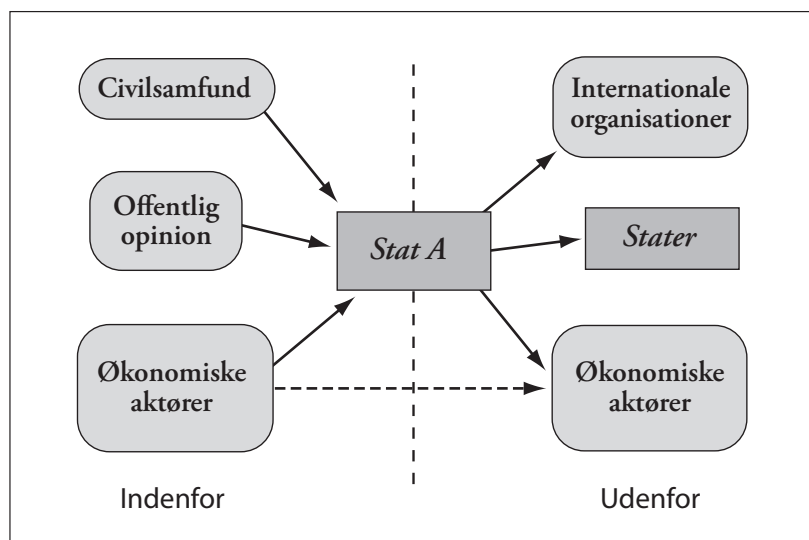 Civilsamfund
Offentlig
opinion
Økonomiske
aktører
Indenfor
Stat A
Internationale
organisationer
Stater
Økonomiske
aktører
Udenfor